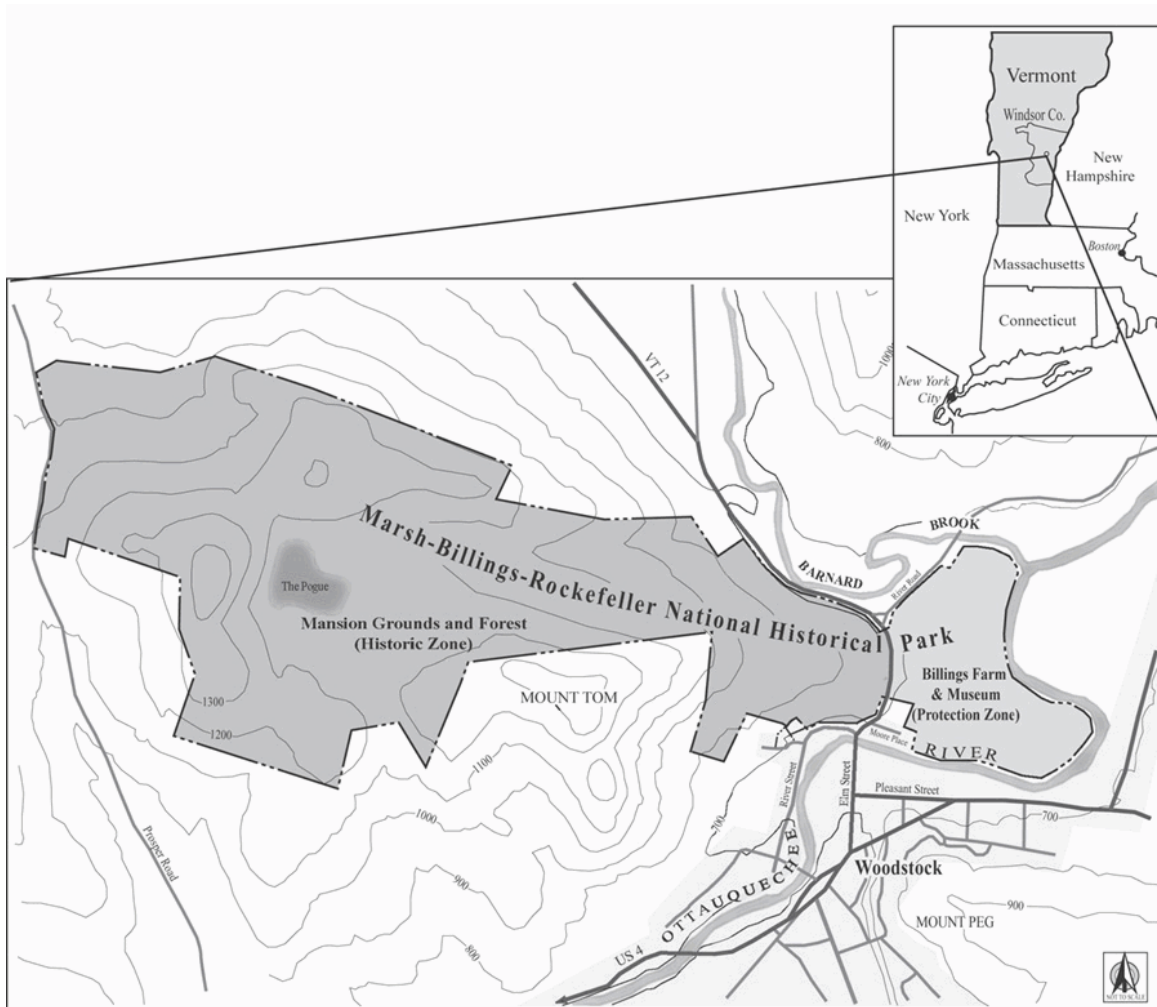 Vermont
Windsor Co.
New
Hampshire
New York
Boston
Massachusetts
Connecticut
New York
City
VT 12
1000
800
BROOK
BARNARD
River Road
Marsh-Billings-Rockefeller National Historical Park
The Pogue
Mansion Grounds and Forest
(Historic Zone)
Billings Farm
& Museum
(Protection Zone)
MOUNT TOM
1300
1200
1100
1000
900
800
700
Moore Place
RIVER
River Street
Elm Street
Pleasant Street
700
Prosper Road
OTTAUQUECHEE
Woodstock
MOUNT PEG
900
US 4
NOT TO SCALE